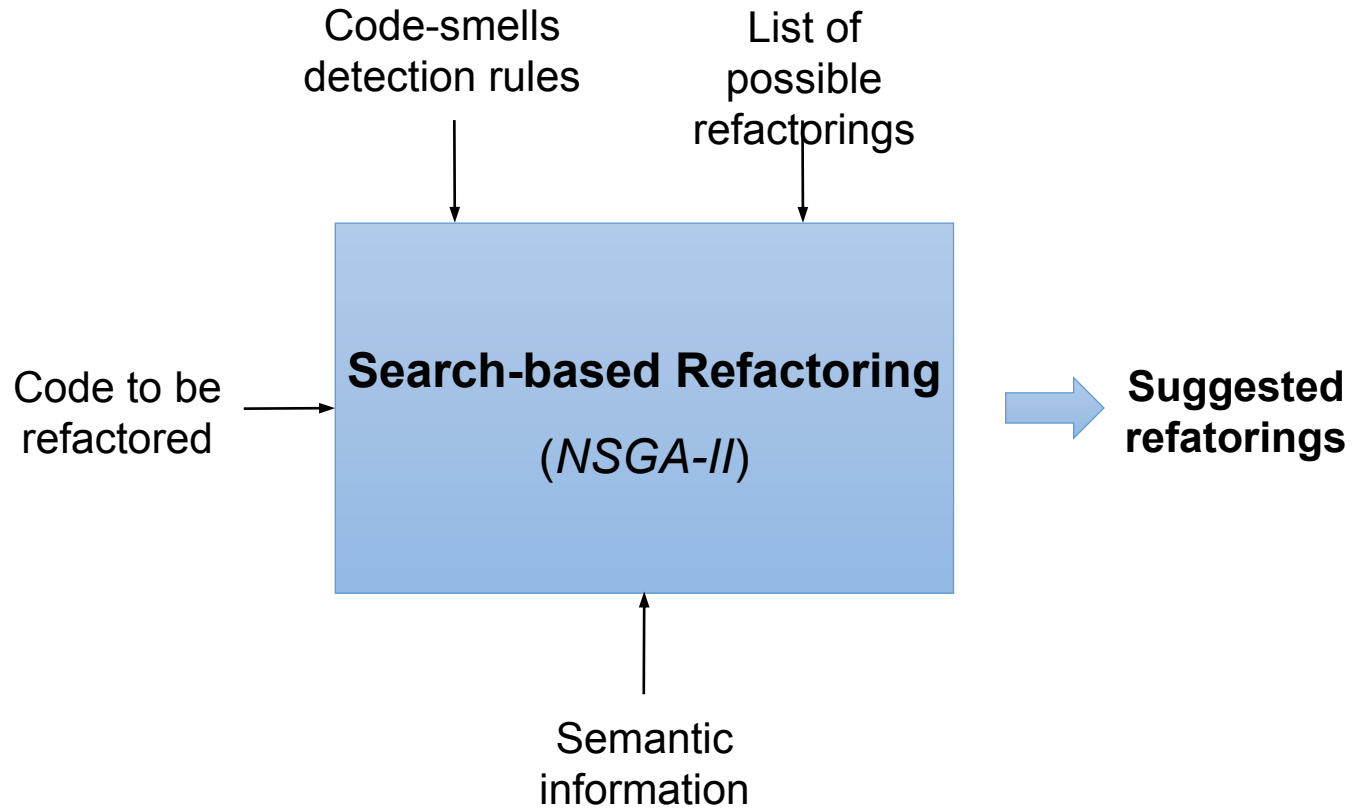 Code-smells
detection rules
List of
possible
refactorings
Code to be
refactored
Search-based Refactoring
(NSGA-II)
Suggested
refatorings
Semantic
information